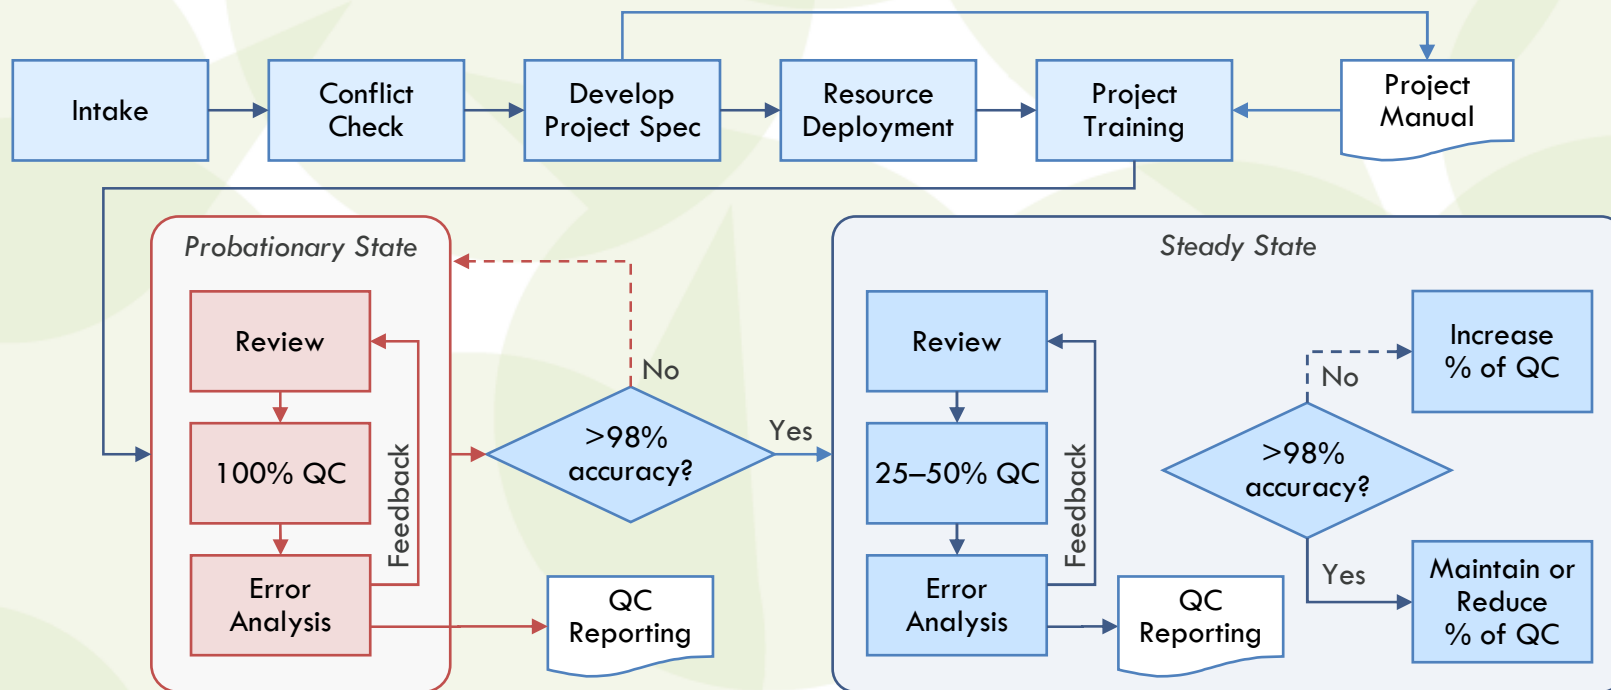 Intake
Conflict
Check
Develop
Project Spec
Resource
Deployment
Project
Training
Project
Manual
Probationary State
Review
100% QC
Error
Analysis
Feedback
No
>98%
accuracy?
Yes
QC
Reporting
Steady State
Review
25–50% QC
Error
Analysis
Feedback
QC
Reporting
>98%
accuracy?
No
Increase
% of QC
Yes
Maintain or
Reduce
% of QC